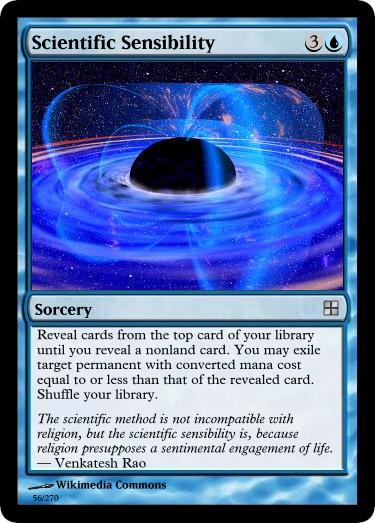 Scientific Sensibility 3
Sorcery
Reveal cards from the top card of your library
until you reveal a nonland card. You may exile
target permanent with converted mana cost
equal to or less than that of the revealed card.
Shuffle your library.
The scientific method is not incompatible with
religion, but the scientific sensibility is, because
religion presupposes a sentimental engagement of life.
— Venkatesh Rao
Wikimedia Commons
56/270